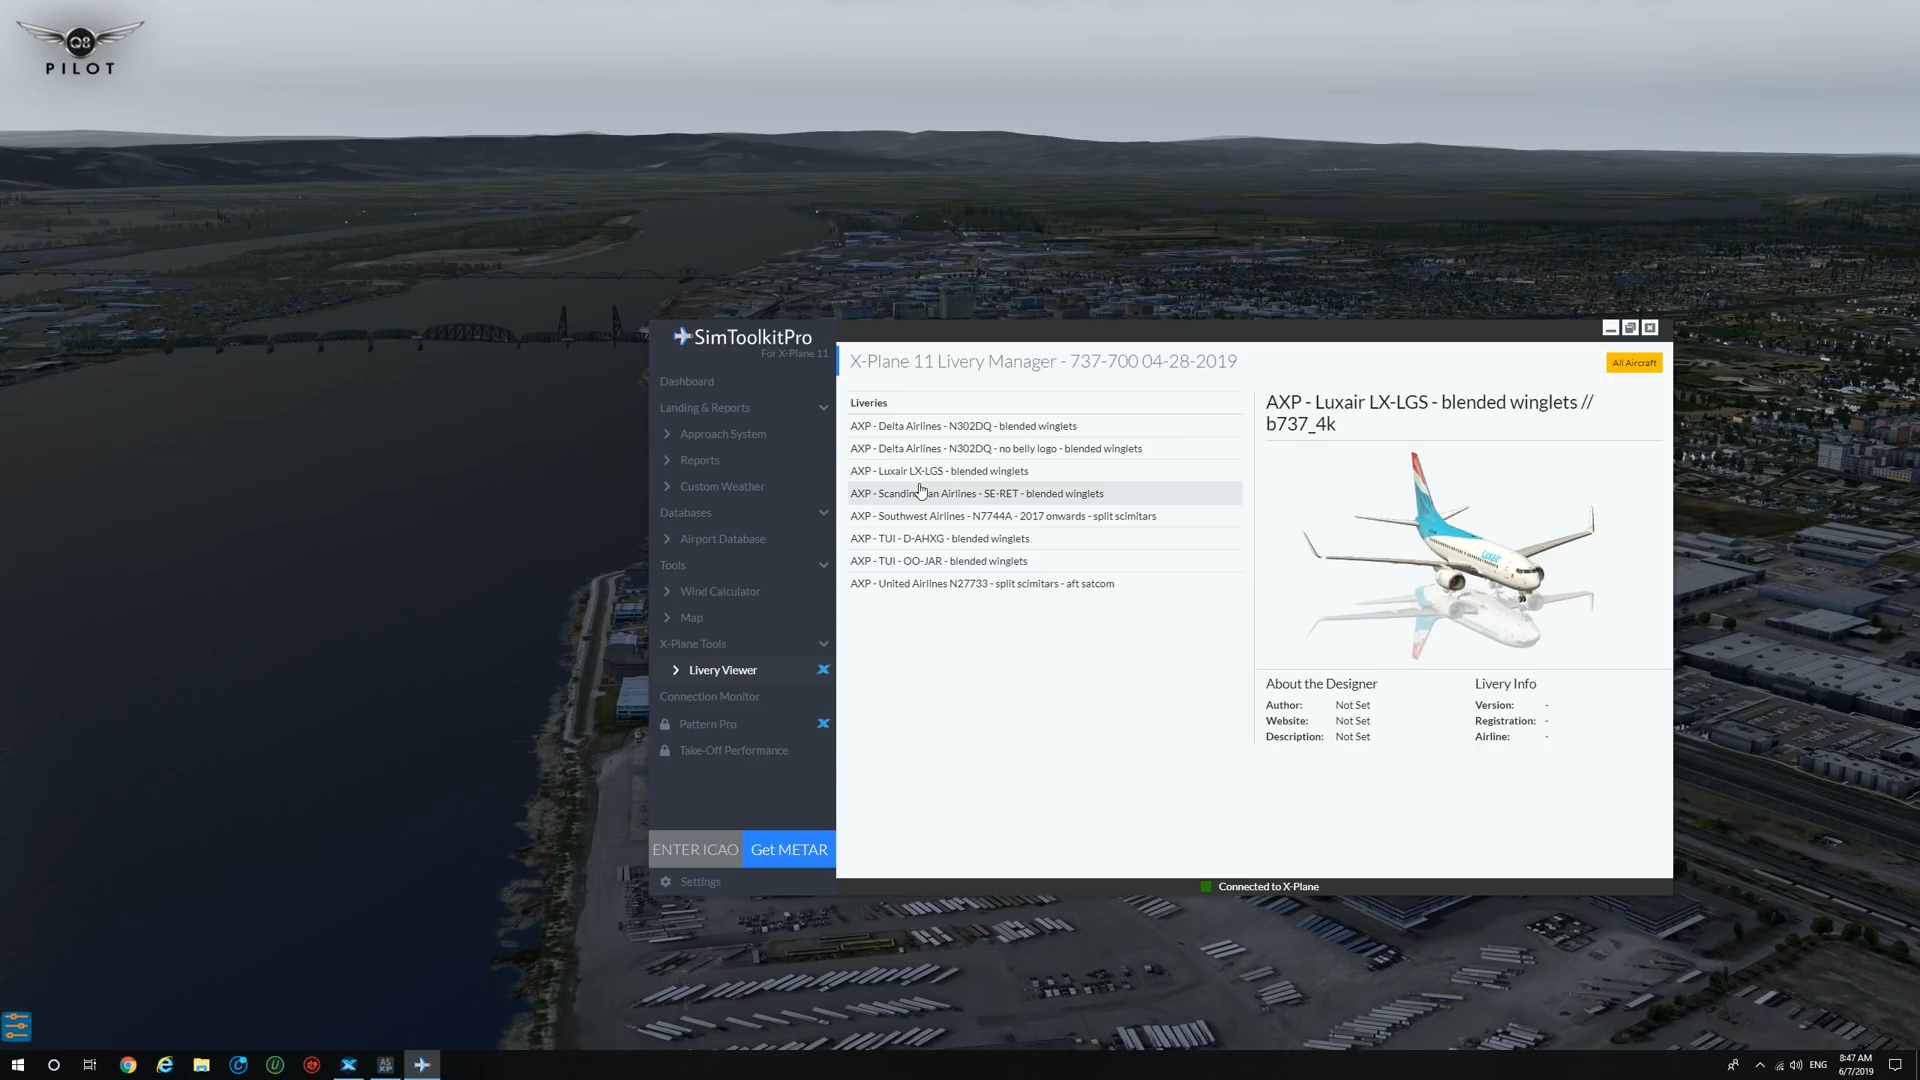 Q8
PILOT
SimToolkitPro
For X-Plane 11
Dashboard
Landing & Reports
Approach System
Reports
Custom Weather
Databases
Airport Database
Tools
Wind Calculator
Map
X-Plane Tools
Livery Viewer
Connection Monitor
Pattern Pro
Take-Off Performance
ENTER ICAO
Get METAR
Settings
X-Plane 11 Livery Manager - 737-700 04-28-2019
All Aircraft
Liveries
AXP - Delta Airlines - N302DQ - blended winglets
AXP - Delta Airlines - N302DQ - no belly logo - blended winglets
AXP - Luxair LX-LGS - blended winglets
AXP - Scandinavian Airlines - SE-RET - blended winglets
AXP - Southwest Airlines - N7744A - 2017 onwards - split scimitars
AXP - TUI - D-AHXG - blended winglets
AXP - TUI - OO-JAR - blended winglets
AXP - United Airlines N27733 - split scimitars - aft satcom
AXP - Luxair LX-LGS - blended winglets //
b737_4k
Luxair
About the Designer
Author: Not Set
Website: Not Set
Description: Not Set
Livery Info
Version: -
Registration: -
Airline: -
Connected to X-Plane
AS
XP
ENG
8:47 AM
6/7/2019